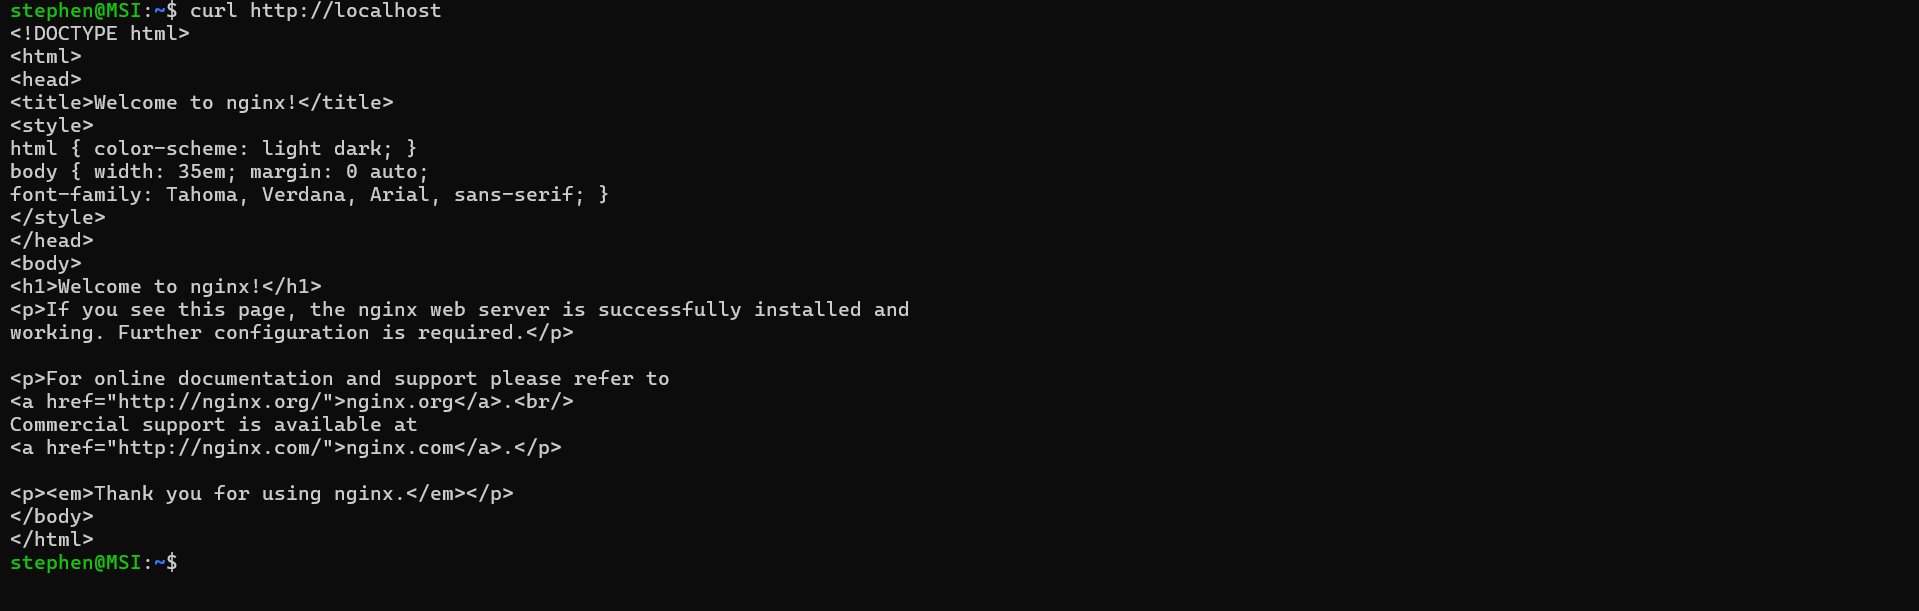 stephen@MSI:~$ curl http://localhost
<!DOCTYPE html>
<html>
<head>
<title>Welcome to nginx!</title>
<style>
html { color-scheme: light dark; }
body { width: 35em; margin: 0 auto;
font-family: Tahoma, Verdana, Arial, sans-serif; }
</style>
</head>
<body>
<h1>Welcome to nginx!</h1>
<p>If you see this page, the nginx web server is successfully installed and
working. Further configuration is required.</p>

<p>For online documentation and support please refer to
<a href="http://nginx.org/">nginx.org</a>.<br/>
Commercial support is available at
<a href="http://nginx.com/">nginx.com</a>.</p>

<p><em>Thank you for using nginx.</em></p>
</body>
</html>
stephen@MSI:~$